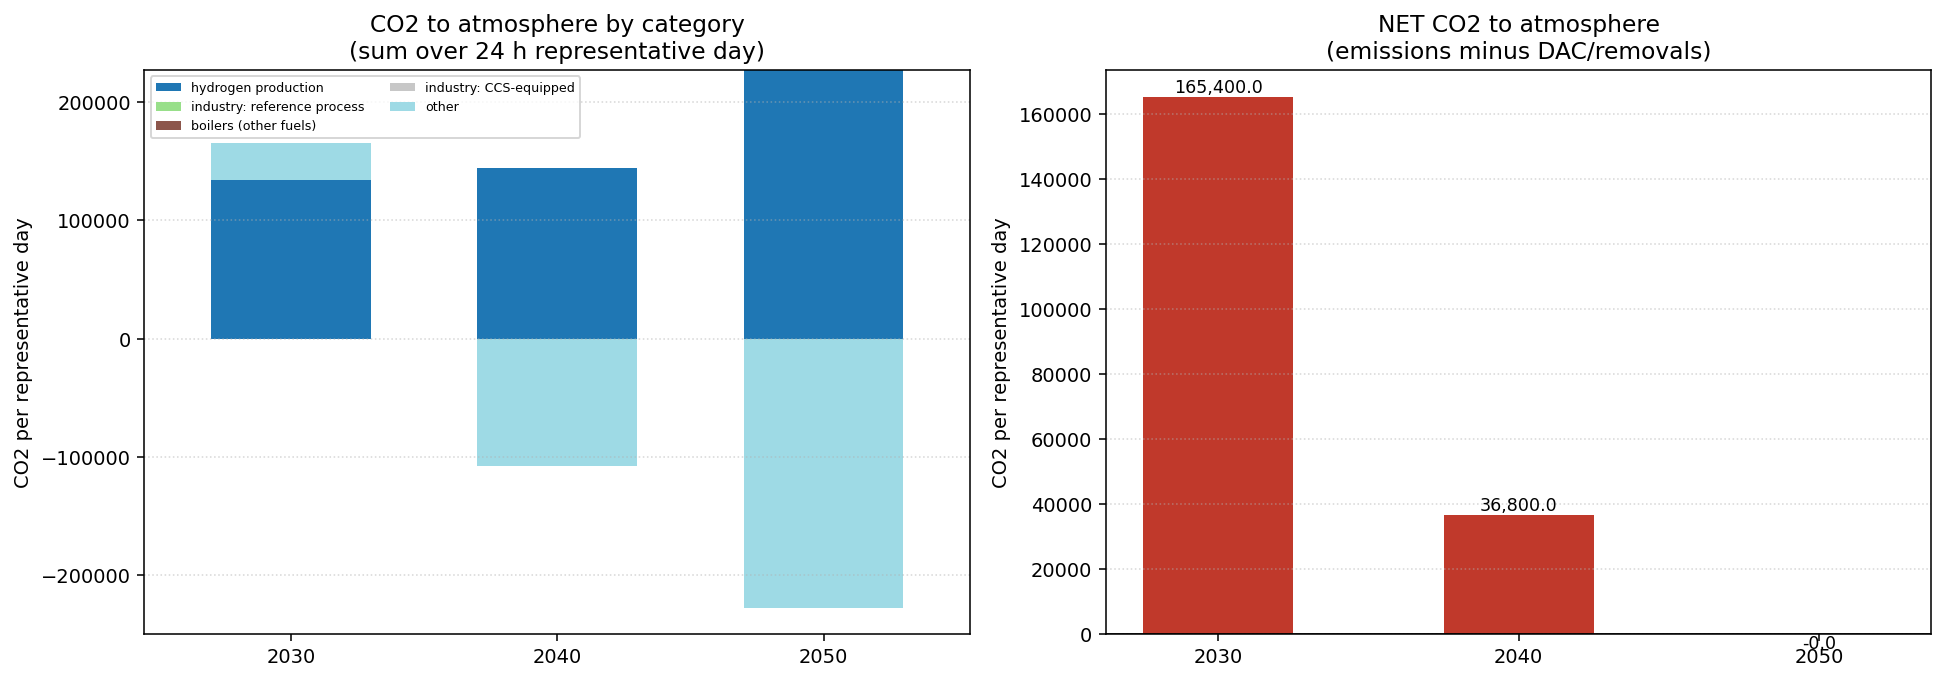 CO2 to atmosphere by category
(sum over 24 h representative day)
hydrogen production
industry: reference process
boilers (other fuels)
industry: CCS-equipped
other
CO2 per representative day
200000
100000
0
−100000
−200000
2030
2040
2050
NET CO2 to atmosphere
(emissions minus DAC/removals)
CO2 per representative day
160000
140000
120000
100000
80000
60000
40000
20000
0
165,400.0
36,800.0
-0.0
2030
2040
2050